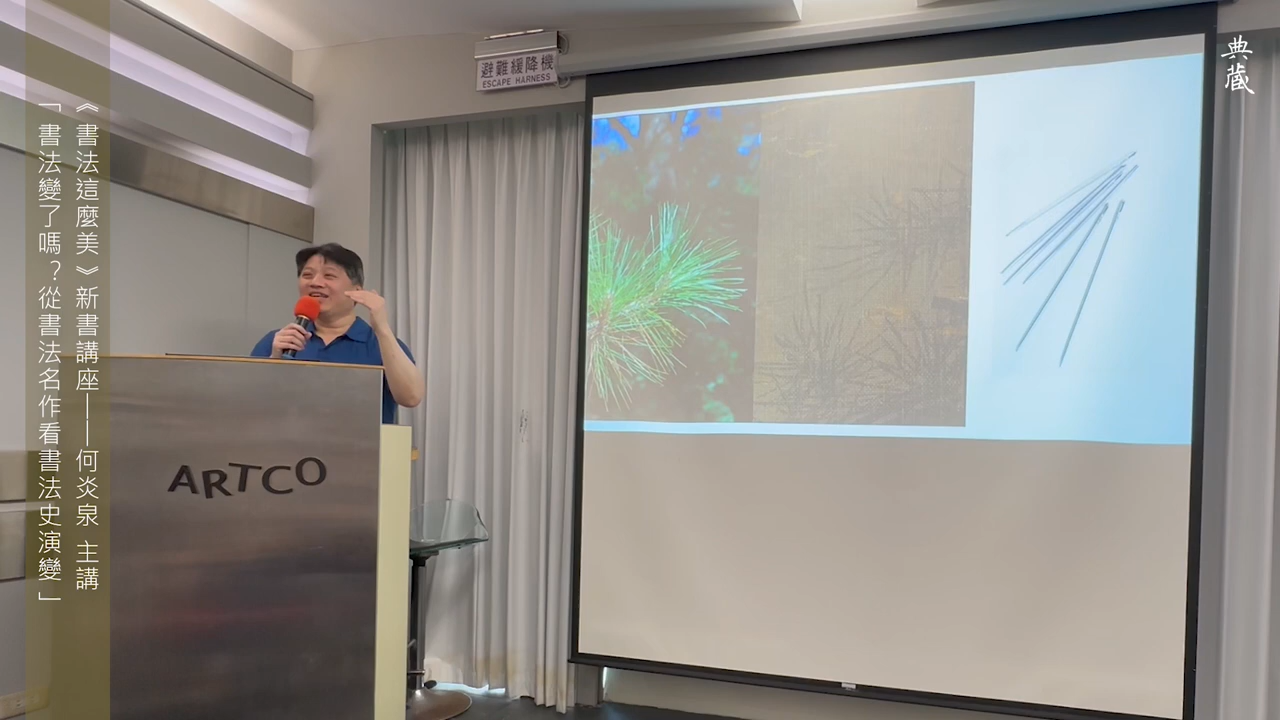 《書法這麼美》新書講座——何炎泉 主講
「書法變了嗎?從書法名作看書法史演變」
避難緩降機
ESCAPE HARNESS
典藏
ARTCO